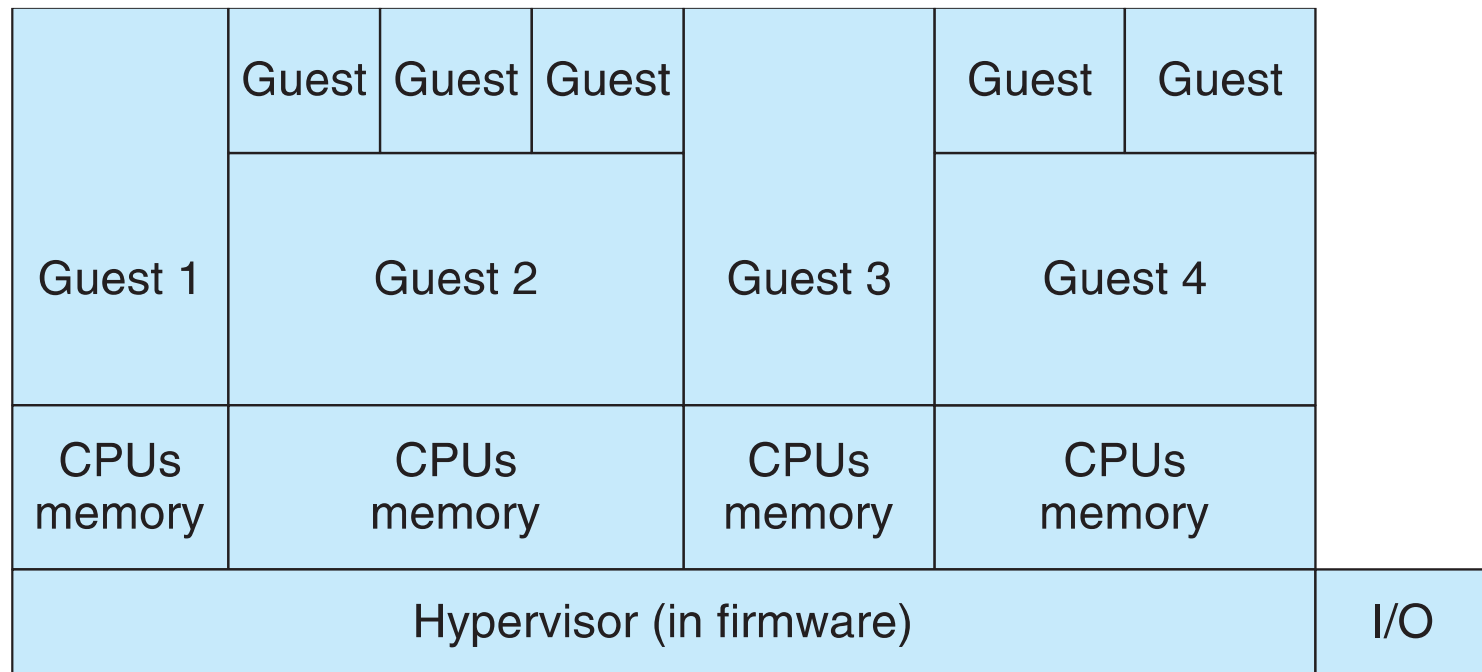 Guest Guest Guest Guest Guest
Guest 1 Guest 2 Guest 3 Guest 4
CPUs CPUs CPUs CPUs
memory memory memory memory
Hypervisor (in firmware) I/O